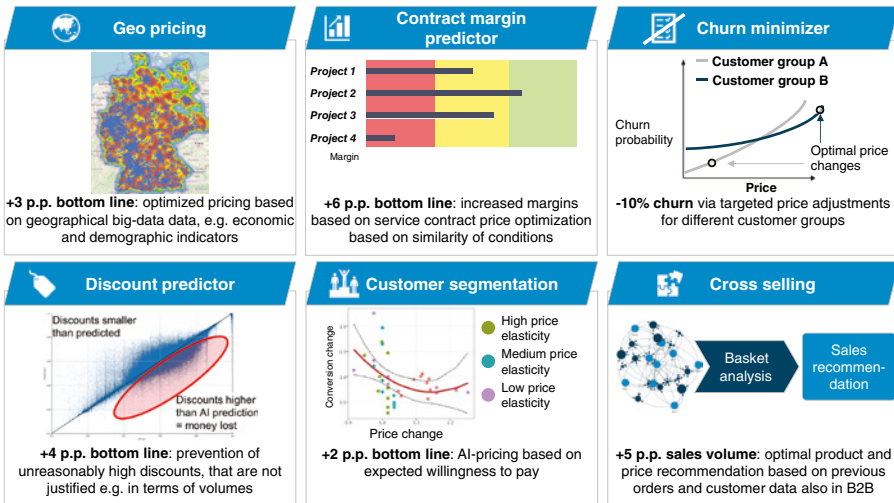 Geo pricing
+3 p.p. bottom line: optimized pricing based
on geographical big-data data, e.g. economic
and demographic indicators
Contract margin
predictor
Project 1
Project 2
Project 3
Project 4
Margin
+6 p.p. bottom line: increased margins
based on service contract price optimization
based on similarity of conditions
Churn minimizer
Customer group A
Customer group B
Churn
probability
Optimal price
changes
Price
-10% churn via targeted price adjustments
for different customer groups
Discount predictor
Discounts smaller
than predicted
Discounts higher
than AI prediction
= money lost
+4 p.p. bottom line: prevention of
unreasonably high discounts, that are not
justified e.g. in terms of volumes
Customer segmentation
Conversion change
Price change
High price
elasticity
Medium price
elasticity
Low price
elasticity
+2 p.p. bottom line: AI-pricing based on
expected willingness to pay
Cross selling
Basket
analysis
Sales
recommen-
dation
+5 p.p. sales volume: optimal product and
price recommendation based on previous
orders and customer data also in B2B